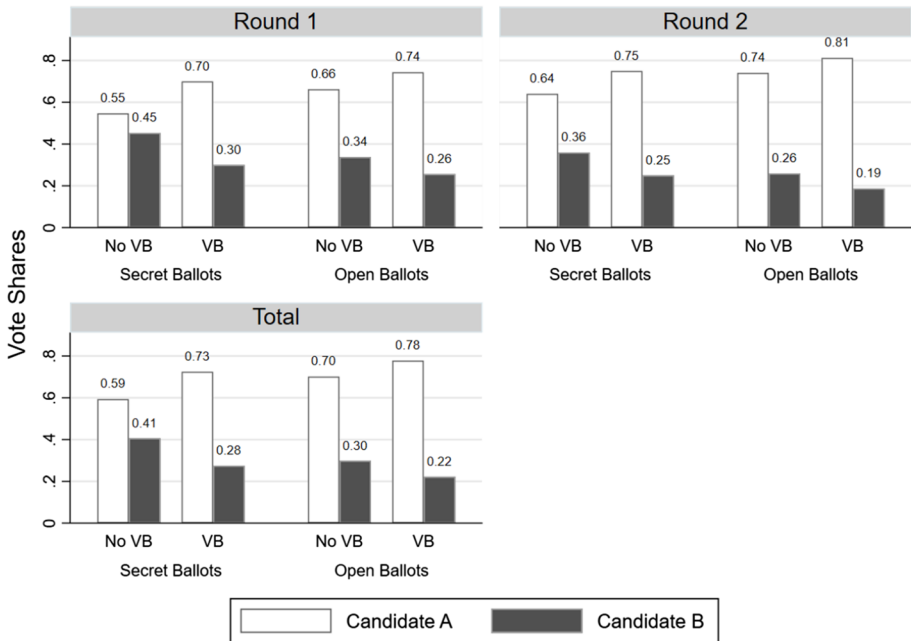 Round 1
Round 2
Vote Shares
.8
.6
.4
.2
0
0.55
0.45
0.70
0.30
0.66
0.34
0.74
0.26
No VB
VB
No VB
VB
Secret Ballots
Open Ballots
0.64
0.36
0.75
0.25
0.74
0.26
0.81
0.19
No VB
VB
No VB
VB
Secret Ballots
Open Ballots
Total
.8
.6
.4
.2
0
0.59
0.41
0.73
0.28
0.70
0.30
0.78
0.22
No VB
VB
No VB
VB
Secret Ballots
Open Ballots
Candidate A
Candidate B